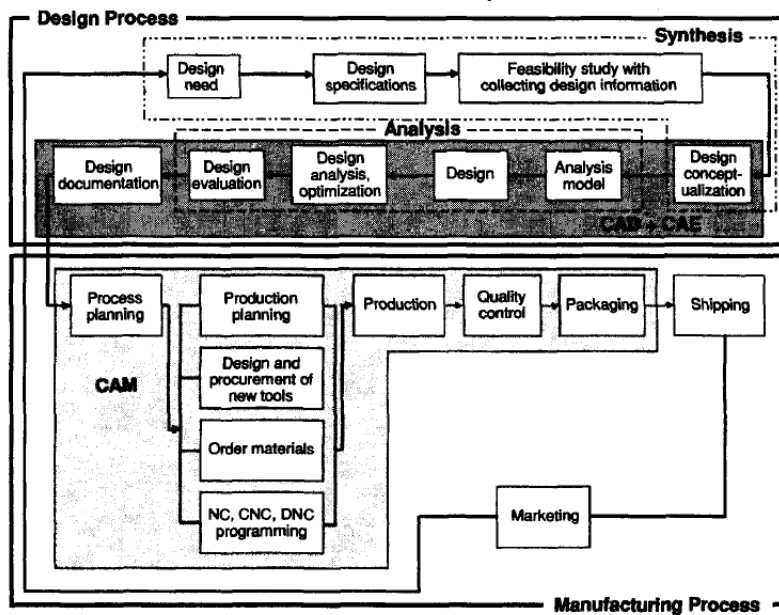 Design Process
Synthesis
Design
need
Design
specifications
Feasibility study with
collecting design information
Analysis
Design
documentation
Design
evaluation
Design
analysis,
optimization
Design
Analysis
model
Design
concept-
ualization
CAD + CAE
Process
planning
Production
planning
Production
Quality
control
Packaging
Shipping
Design and
procurement of
new tools
CAM
Order materials
NC, CNC, DNC
programming
Marketing
Manufacturing Process